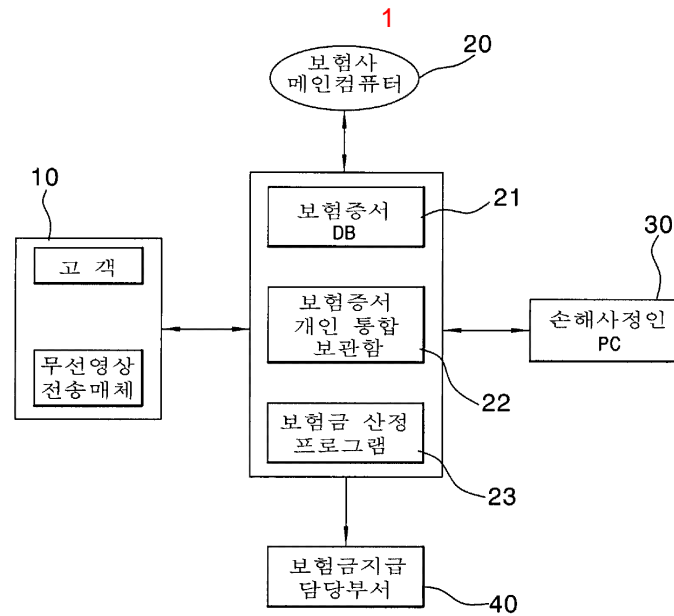 1
20
보험사
메인컴퓨터
10
고 객
무선영상
전송매체
보험증서
DB
21
보험증서
개인 통합
보관함
22
보험금 산정
프로그램
23
30
손해사정인
PC
보험금지급
담당부서
40